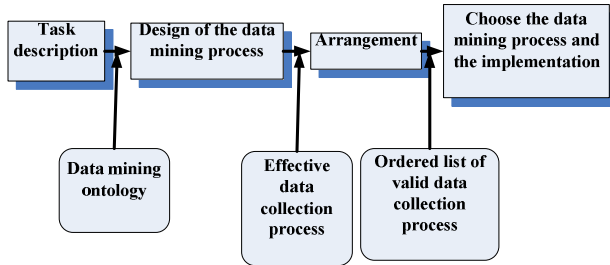 Task
description
Design of the data
mining process
Arrangement
Choose the data
mining process and
the implementation
Data mining
ontology
Effective
data
collection
process
Ordered list of
valid data
collection
process